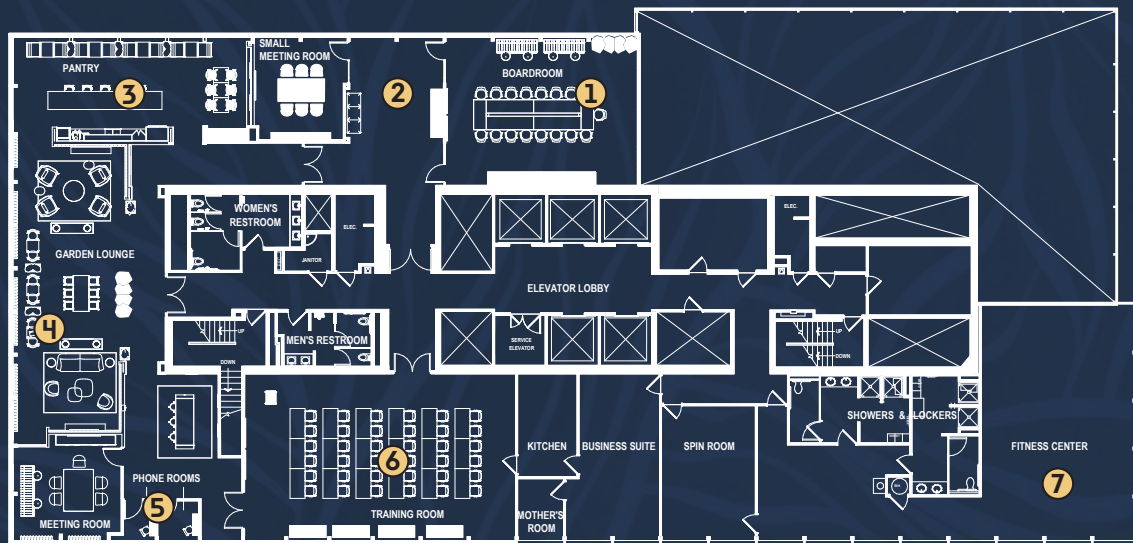 SMALL
MEETING ROOM
PANTRY
BOARDROOM
3
2
1
WOMEN'S
RESTROOM
ELEC.
ELEC.
JANITOR
GARDEN LOUNGE
ELEVATOR LOBBY
4
UP
MEN'S RESTROOM
SERVICE
ELEVATOR
UP
DOWN
DOWN
SHOWERS & LOCKERS
6
KITCHEN
BUSINESS SUITE
SPIN ROOM
FITNESS CENTER
PHONE ROOMS
7
5
TRAINING ROOM
MOTHER'S
ROOM
MEETING ROOM